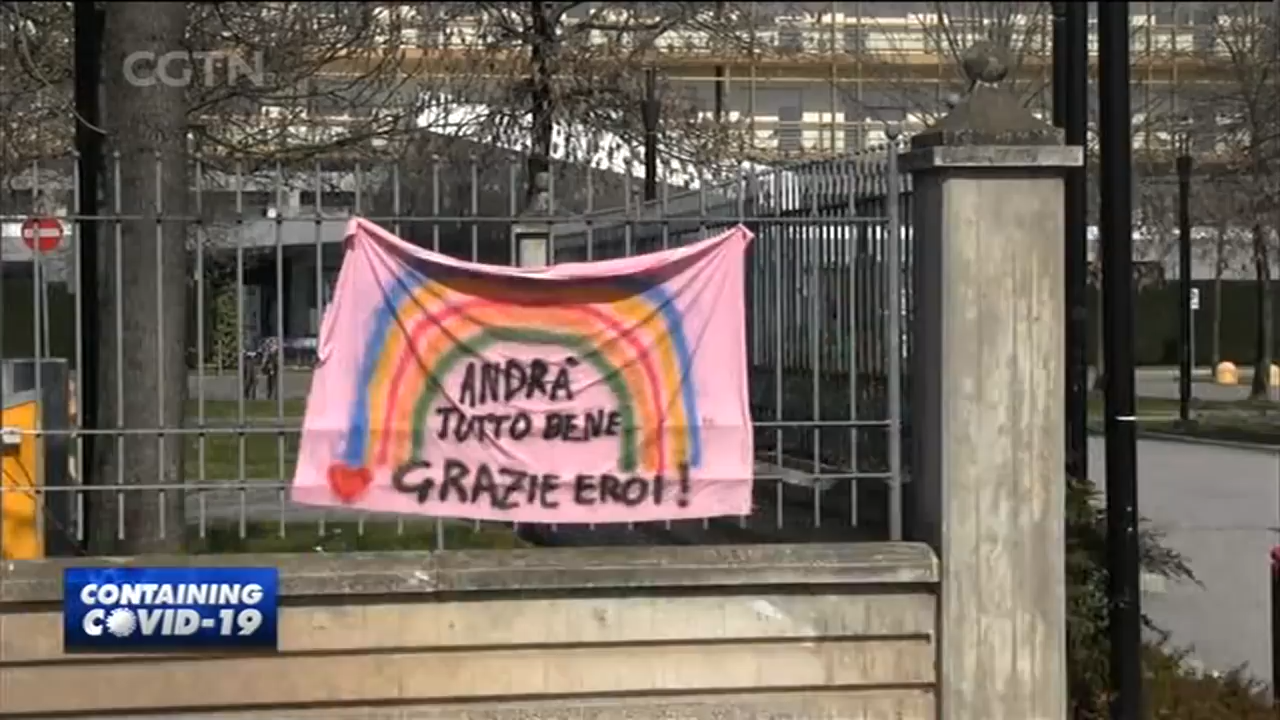 CGTN
ANDRÀ
TUTTO BENE
GRAZIE EROI!
CONTAINING
COVID-19